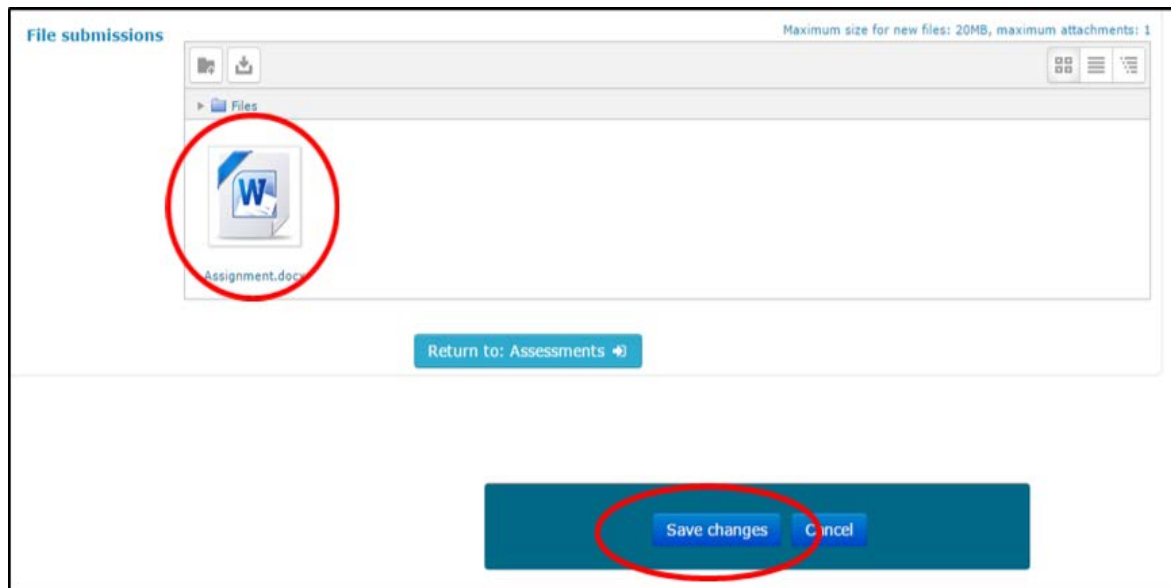 File submissions
Maximum size for new files: 20MB, maximum attachments: 1
Files
W
Assignment.docx
Return to: Assessments
Save changes
Cancel